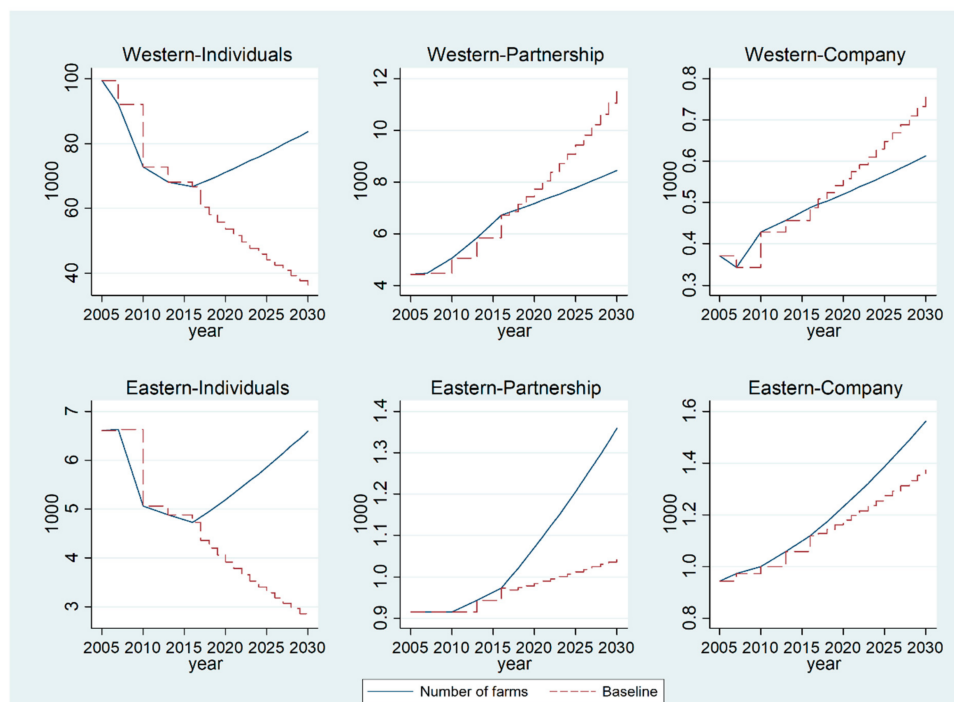 Western-Individuals
1000
100
80
60
40
2005 2010 2015 2020 2025 2030
year
Western-Partnership
1000
12
10
8
6
4
2005 2010 2015 2020 2025 2030
year
Western-Company
1000
0.8
0.7
0.6
0.5
0.4
0.3
2005 2010 2015 2020 2025 2030
year
Eastern-Individuals
1000
7
6
5
4
3
2005 2010 2015 2020 2025 2030
year
Eastern-Partnership
1000
1.4
1.3
1.2
1.1
1.0
0.9
2005 2010 2015 2020 2025 2030
year
Eastern-Company
1000
1.6
1.4
1.2
1.0
0.8
2005 2010 2015 2020 2025 2030
year
Number of farms Baseline